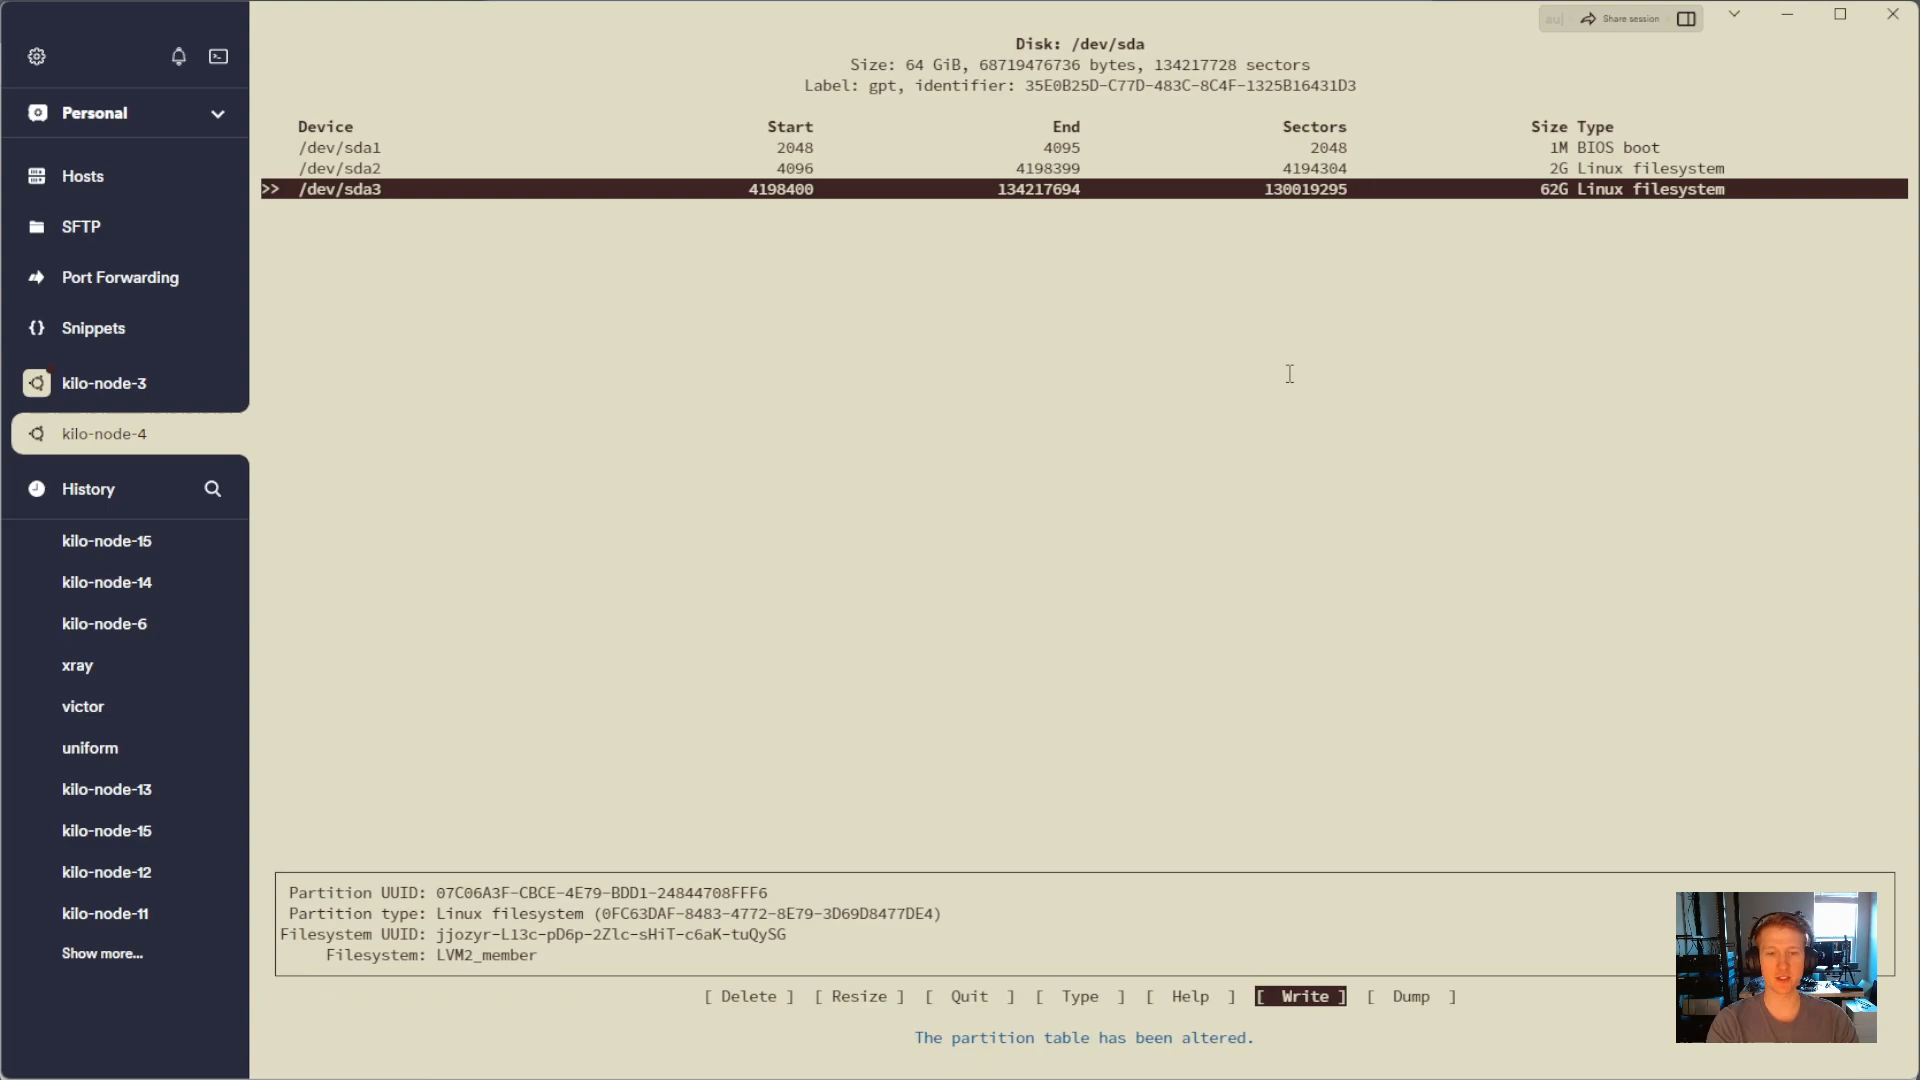 Share session
Personal
Hosts
SFTP
Port Forwarding
Snippets
kilo-node-3
kilo-node-4
History
kilo-node-15
kilo-node-14
kilo-node-6
xray
victor
uniform
kilo-node-13
kilo-node-15
kilo-node-12
kilo-node-11
Show more...
Disk: /dev/sda
Size: 64 GiB, 68719476736 bytes, 134217728 sectors
Label: gpt, identifier: 35E0B25D-C77D-483C-8C4F-1325B16431D3
Device Start End Sectors Size Type
/dev/sda1 2048 4095 2048 1M BIOS boot
/dev/sda2 4096 4198399 4194304 2G Linux filesystem
>> /dev/sda3 4198400 134217694 130019295 62G Linux filesystem
Partition UUID: 07C06A3F-CBCE-4E79-BDD1-24844708FFF6
Partition type: Linux filesystem (0FC63DAF-8483-4772-8E79-3D69D8477DE4)
Filesystem UUID: jjozyr-L13c-pD6p-2Zlc-sHiT-c6aK-tuQySG
Filesystem: LVM2_member
[ Delete ] [ Resize ] [ Quit ] [ Type ] [ Help ] [ Write ] [ Dump ]
The partition table has been altered.